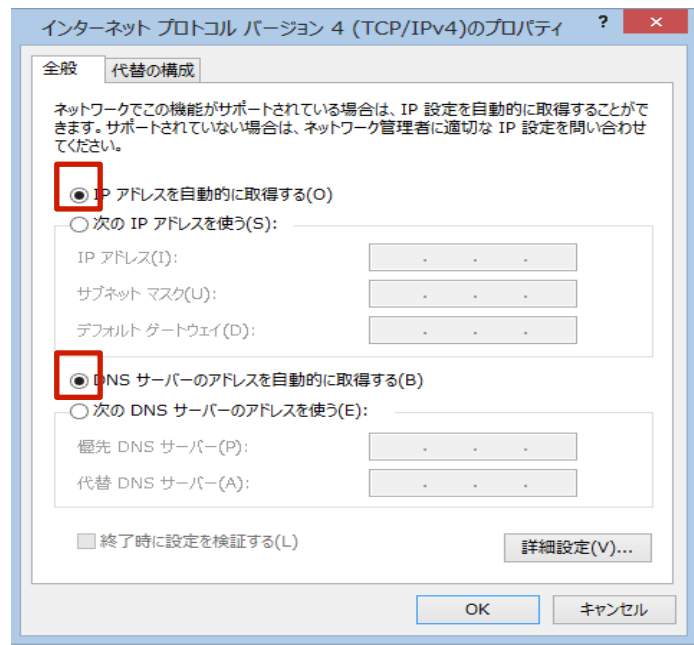 インターネット プロトコル バージョン 4 (TCP/IPv4)のプロパティ ? ×
全般 代替の構成
ネットワークでこの機能がサポートされている場合は、IP 設定を自動的に取得することがで
きます。サポートされていない場合は、ネットワーク管理者に適切な IP 設定を問い合わせ
てください。
IP アドレスを自動的に取得する(O)
次の IP アドレスを使う(S):
IP アドレス(I):
サブネット マスク(U):
デフォルト ゲートウェイ(D):
DNS サーバーのアドレスを自動的に取得する(B)
次の DNS サーバーのアドレスを使う(E):
優先 DNS サーバー(P):
代替 DNS サーバー(A):
終了時に設定を検証する(L)
詳細設定(V)...
OK キャンセル